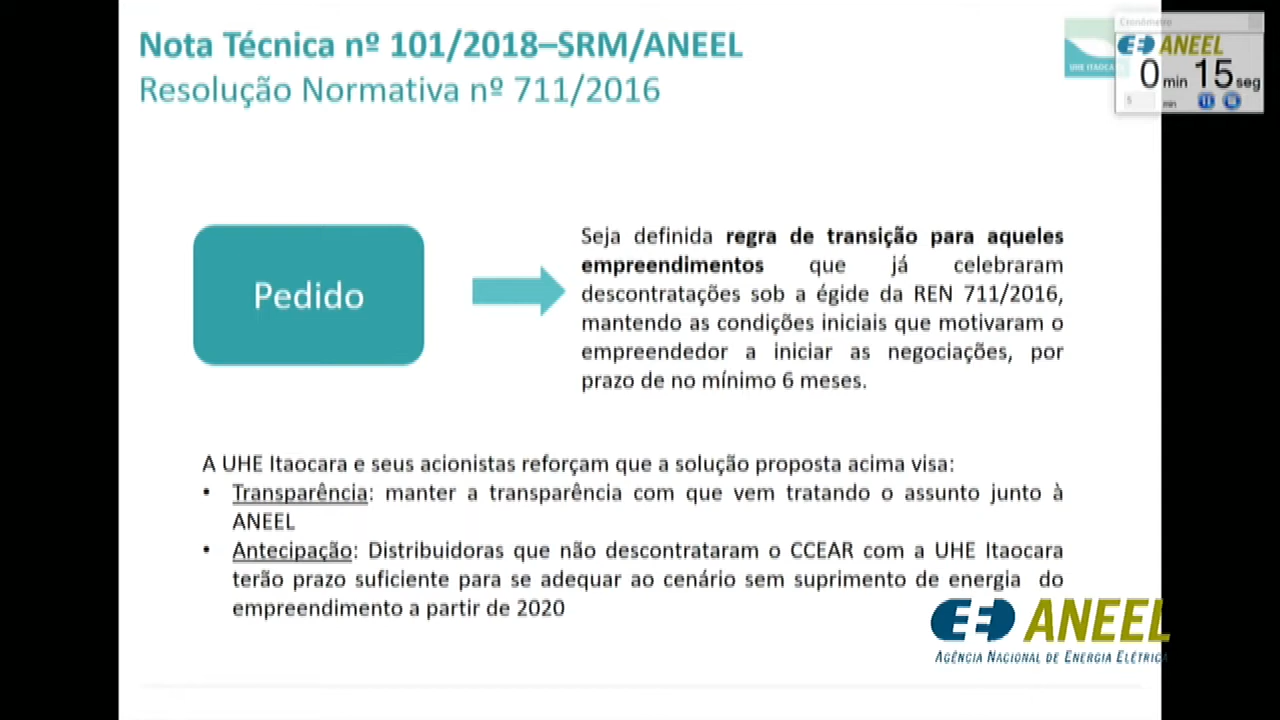 Nota Técnica nº 101/2018–SRM/ANEEL
Resolução Normativa nº 711/2016
UHE ITAOCARA
Cronômetro
ANEEL
0 min 15 seg
5 min
Pedido
Seja definida regra de transição para aqueles
empreendimentos que já celebraram
descontratações sob a égide da REN 711/2016,
mantendo as condições iniciais que motivaram o
empreendedor a iniciar as negociações, por
prazo de no mínimo 6 meses.
A UHE Itaocara e seus acionistas reforçam que a solução proposta acima visa:
• Transparência: manter a transparência com que vem tratando o assunto junto à
ANEEL
• Antecipação: Distribuidoras que não descontrataram o CCEAR com a UHE Itaocara
terão prazo suficiente para se adequar ao cenário sem suprimento de energia do
empreendimento a partir de 2020
ANEEL
AGÊNCIA NACIONAL DE ENERGIA ELÉTRICA